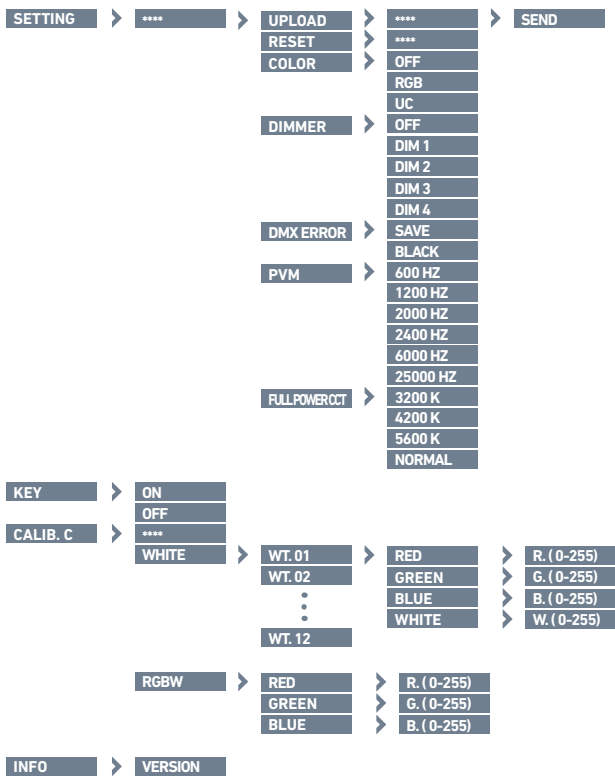 SETTING > **** > UPLOAD > **** > SEND
RESET > ****
COLOR > OFF
RGB
UC
DIMMER > OFF
DIM 1
DIM 2
DIM 3
DIM 4
DMX ERROR > SAVE
BLACK
PVM > 600 HZ
1200 HZ
2000 HZ
2400 HZ
6000 HZ
25000 HZ
FULL POWER CCT > 3200 K
4200 K
5600 K
NORMAL
KEY > ON
OFF
CALIB. C > ****
WHITE > WT. 01 > RED > R. ( 0-255)
WT. 02 GREEN > G. ( 0-255)
BLUE > B. ( 0-255)
WHITE > W. ( 0-255)
WT. 12
RGBW > RED > R. ( 0-255)
GREEN > G. ( 0-255)
BLUE > B. ( 0-255)
INFO > VERSION